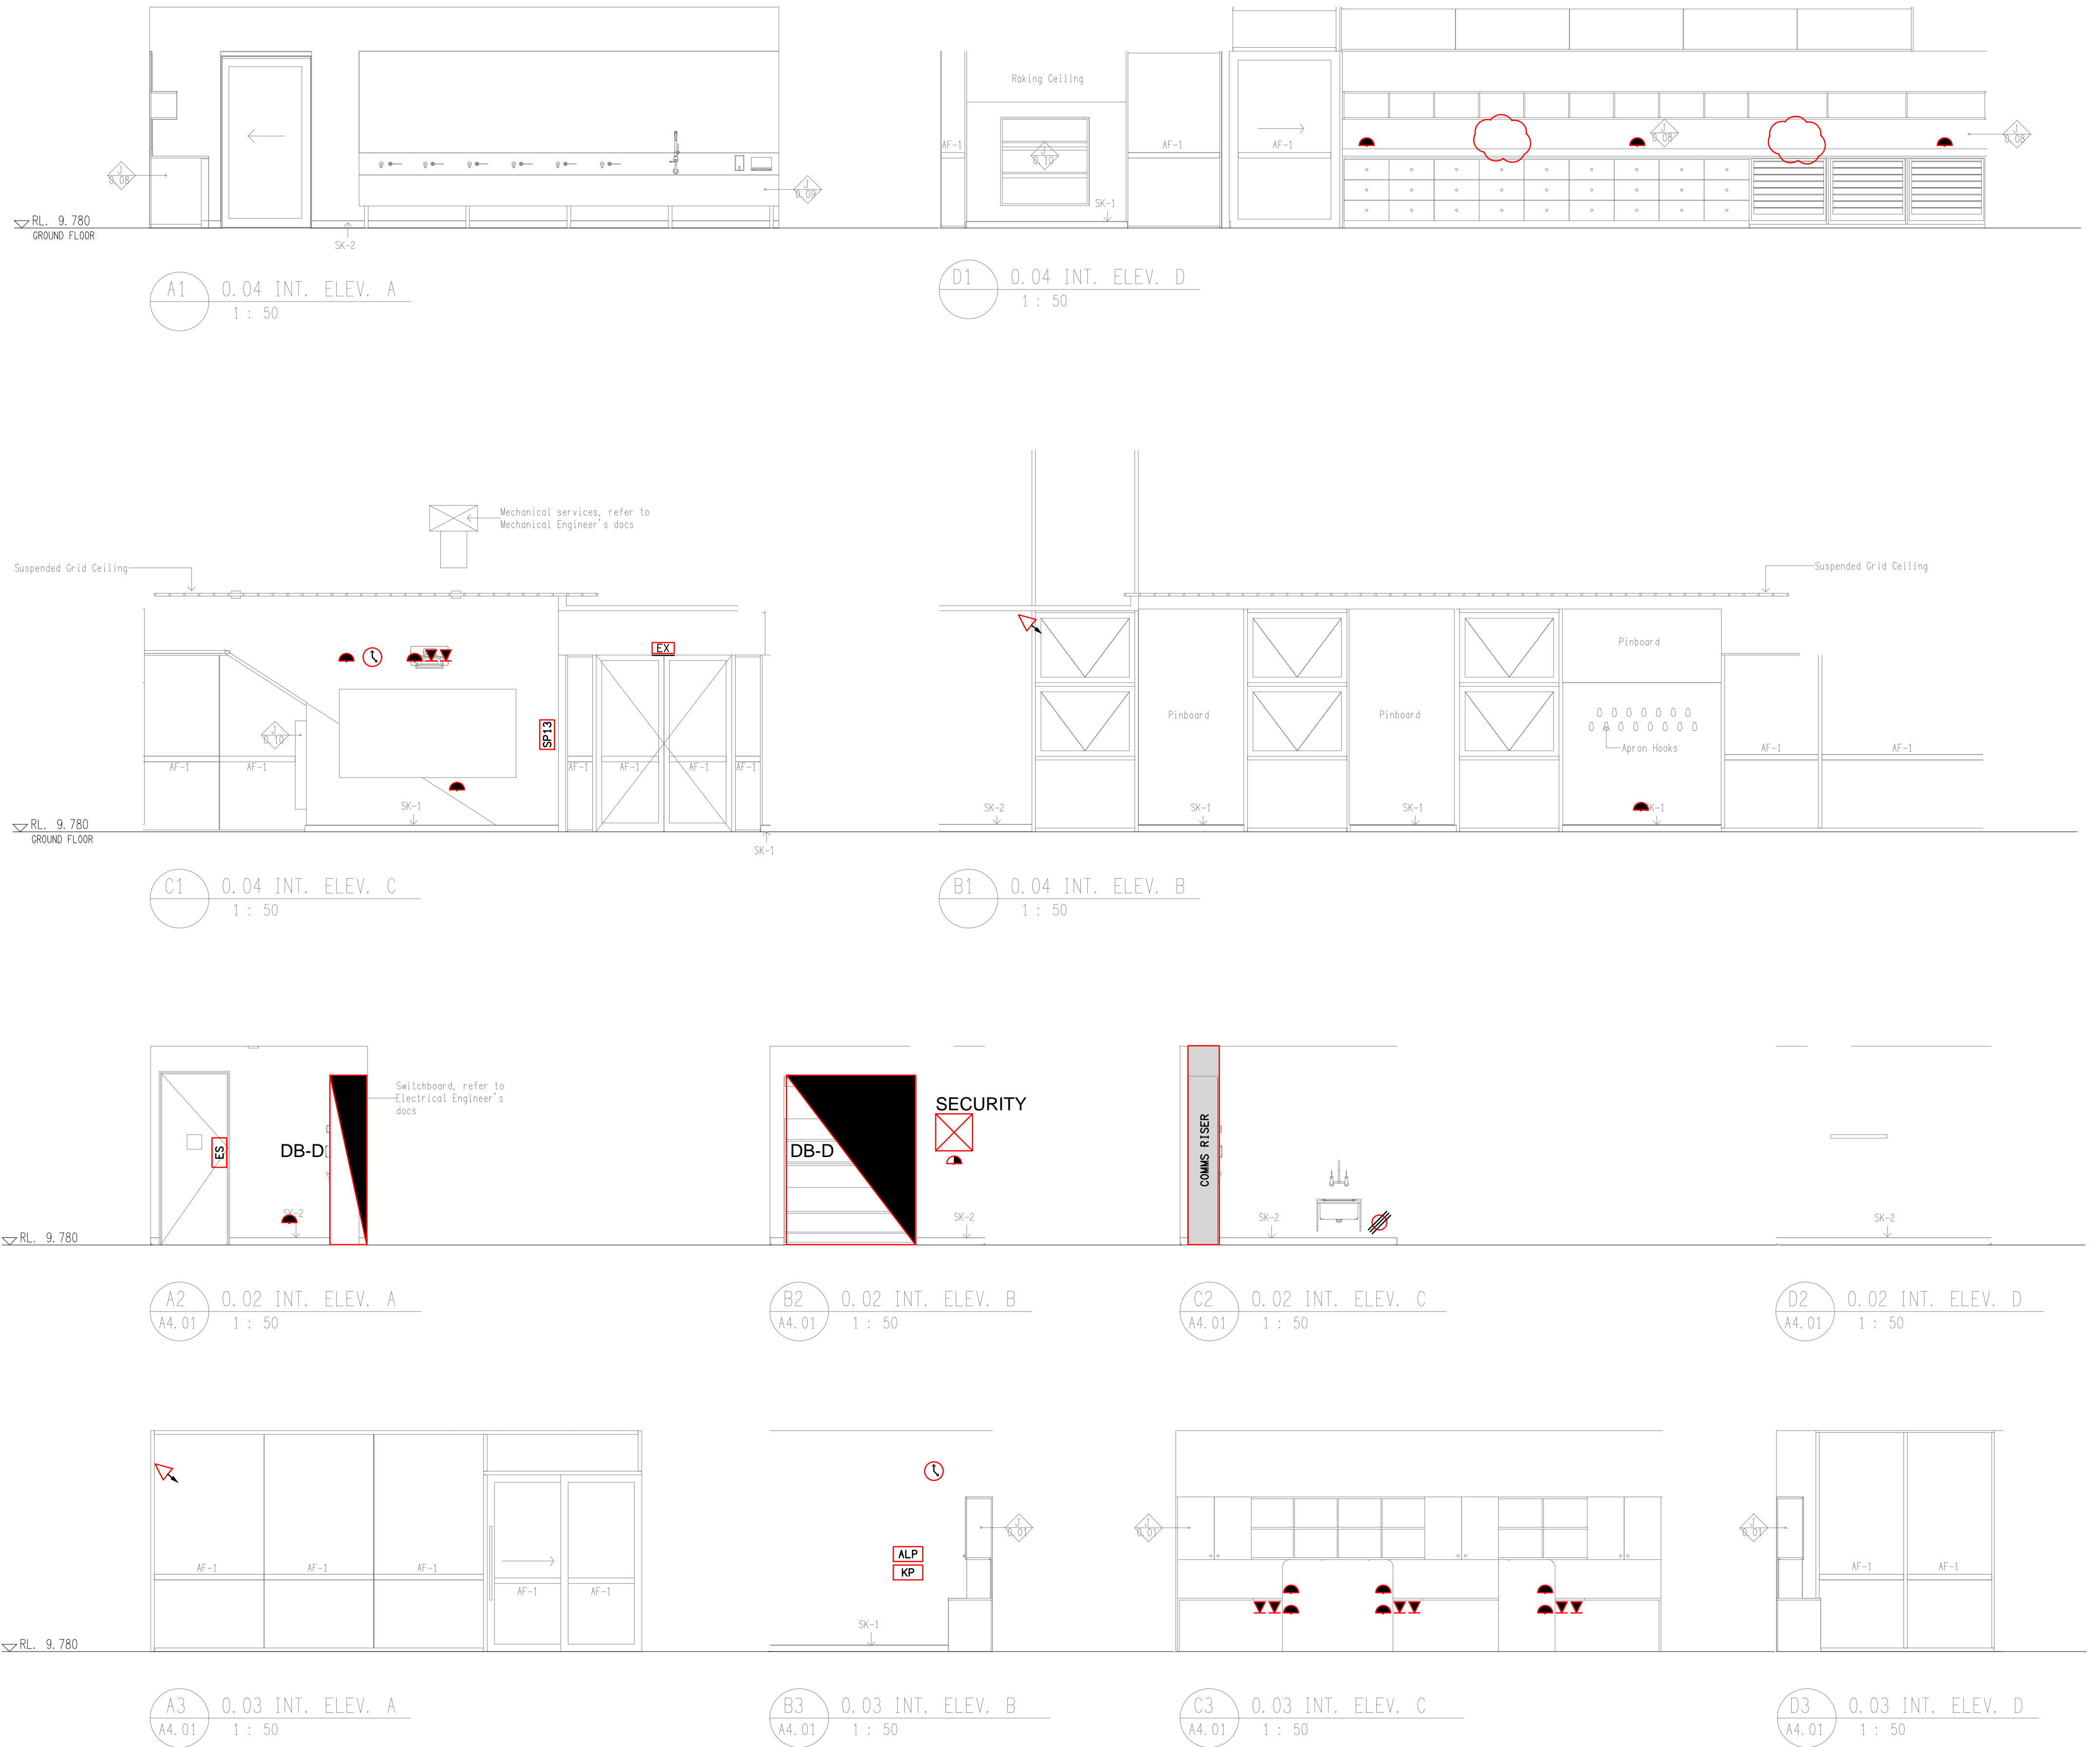 Raking Ceiling
AF-1
AF-1
AF-1
J
0.10
J
0.08
J
0.08
J
0.08
J
0.09
SK-1
RL. 9.780
GROUND FLOOR
SK-2
A1
0.04 INT. ELEV. A
1 : 50
D1
0.04 INT. ELEV. D
1 : 50
Mechanical services, refer to
Mechanical Engineer's docs
Suspended Grid Ceiling
Suspended Grid Ceiling
EX
Pinboard
SP13
J
0.10
Pinboard
Pinboard
Apron Hooks
AF-1
AF-1
AF-1
AF-1
AF-1
AF-1
AF-1
AF-1
SK-1
SK-2
SK-1
SK-1
SK-1
RL. 9.780
GROUND FLOOR
SK-1
C1
0.04 INT. ELEV. C
1 : 50
B1
0.04 INT. ELEV. B
1 : 50
Switchboard, refer to
Electrical Engineer's
docs
SECURITY
ES
DB-D
DB-D
COMMS RISER
SK-2
SK-2
SK-2
SK-2
RL. 9.780
A2
A4.01
0.02 INT. ELEV. A
1 : 50
B2
A4.01
0.02 INT. ELEV. B
1 : 50
C2
A4.01
0.02 INT. ELEV. C
1 : 50
D2
A4.01
0.02 INT. ELEV. D
1 : 50
J
0.01
J
0.01
J
0.01
ALP
KP
AF-1
AF-1
AF-1
AF-1
AF-1
AF-1
AF-1
SK-1
RL. 9.780
A3
A4.01
0.03 INT. ELEV. A
1 : 50
B3
A4.01
0.03 INT. ELEV. B
1 : 50
C3
A4.01
0.03 INT. ELEV. C
1 : 50
D3
A4.01
0.03 INT. ELEV. D
1 : 50